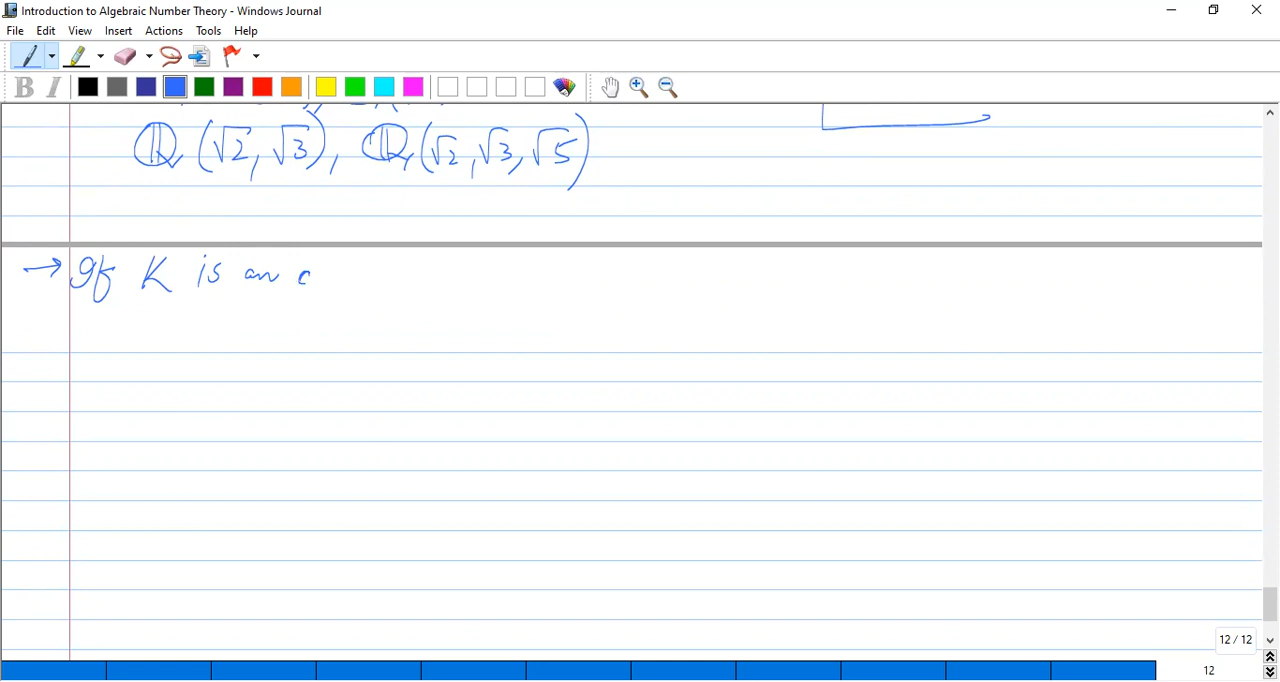 Introduction to Algebraic Number Theory - Windows Journal
File Edit View Insert Actions Tools Help
B I
ℚ(√2, √3), ℚ(√2, √3, √5)
→ If K is an
12 / 12
12